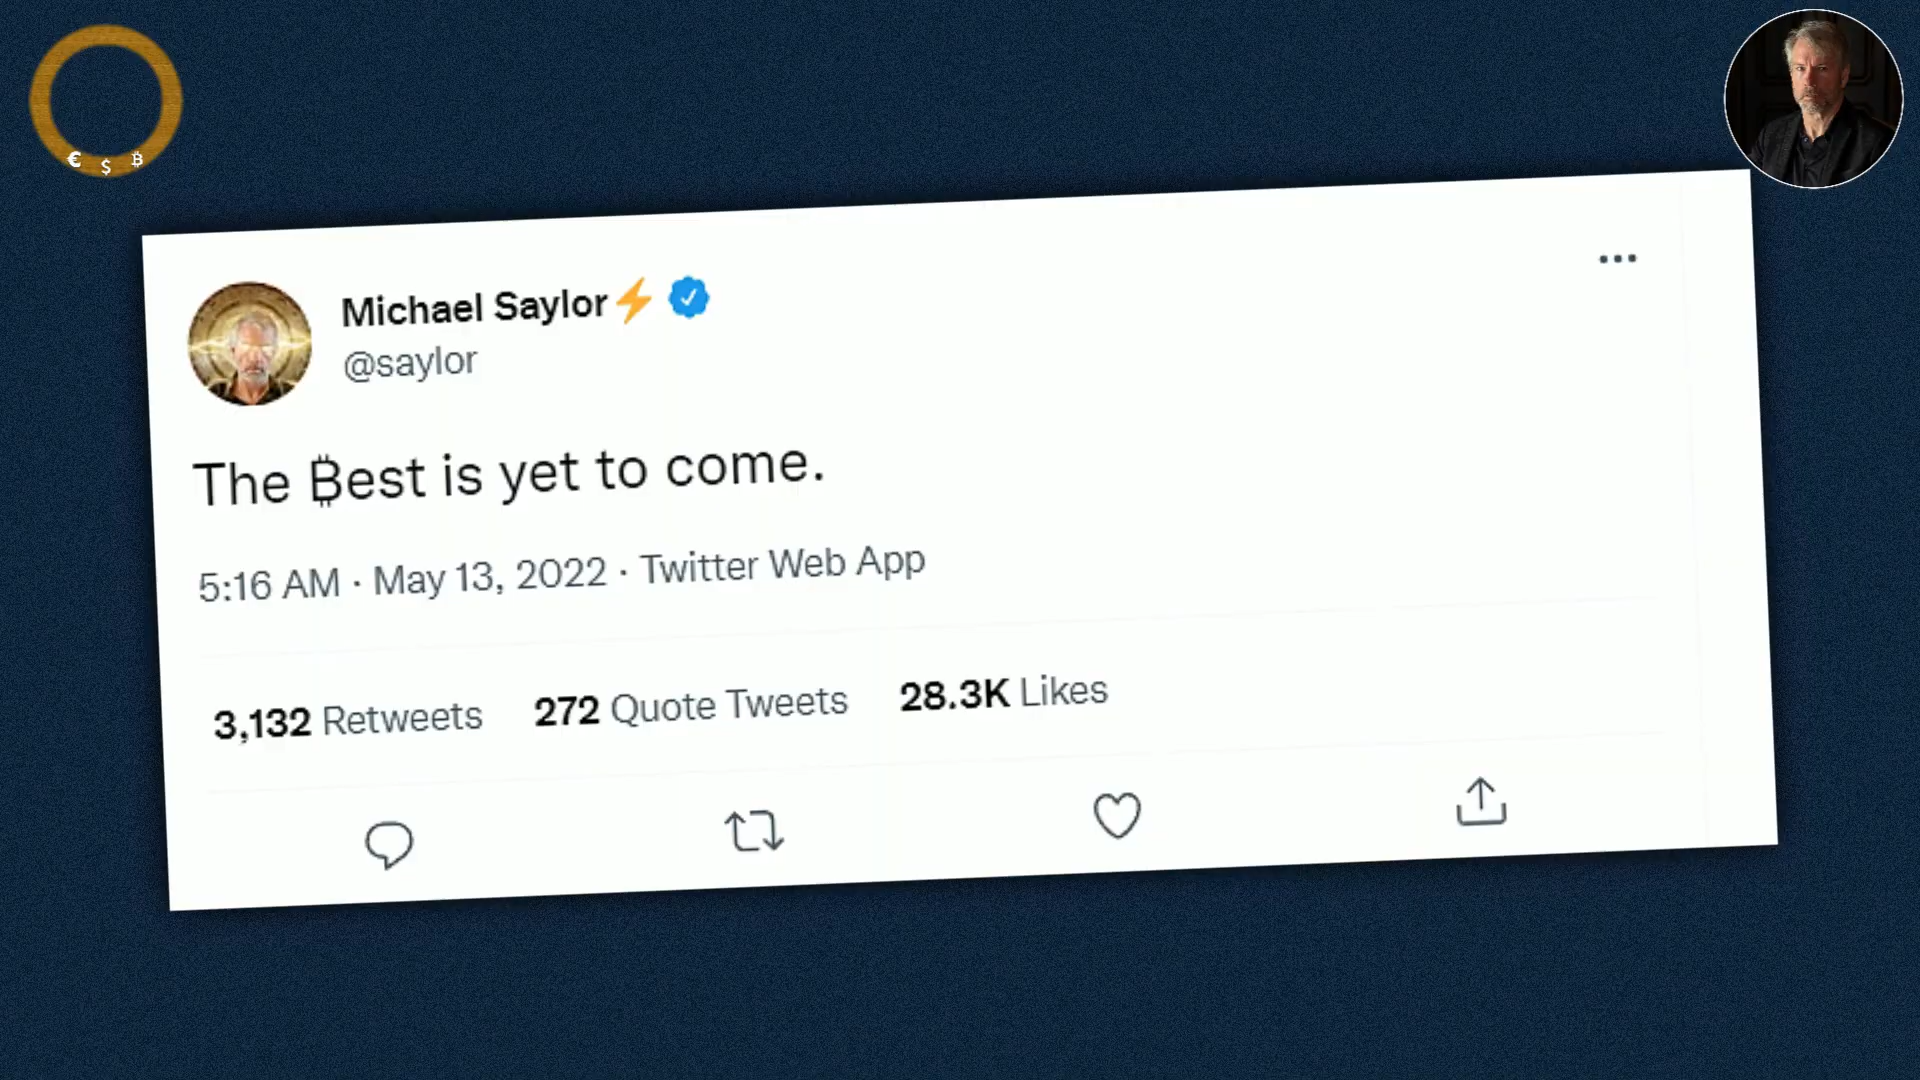 € $ ₿
Michael Saylor⚡
@saylor
The ₿est is yet to come.
5:16 AM · May 13, 2022 · Twitter Web App
3,132 Retweets 272 Quote Tweets 28.3K Likes